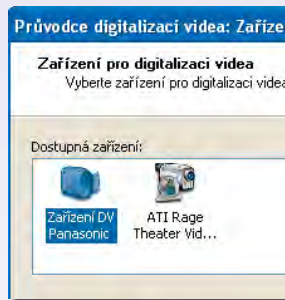 Průvodce digitalizací videa: Zaříze
Zařízení pro digitalizaci videa
Vyberte zařízení pro digitalizaci videa
Dostupná zařízení:
Zařízení DV
Panasonic
ATI Rage
Theater Vid...